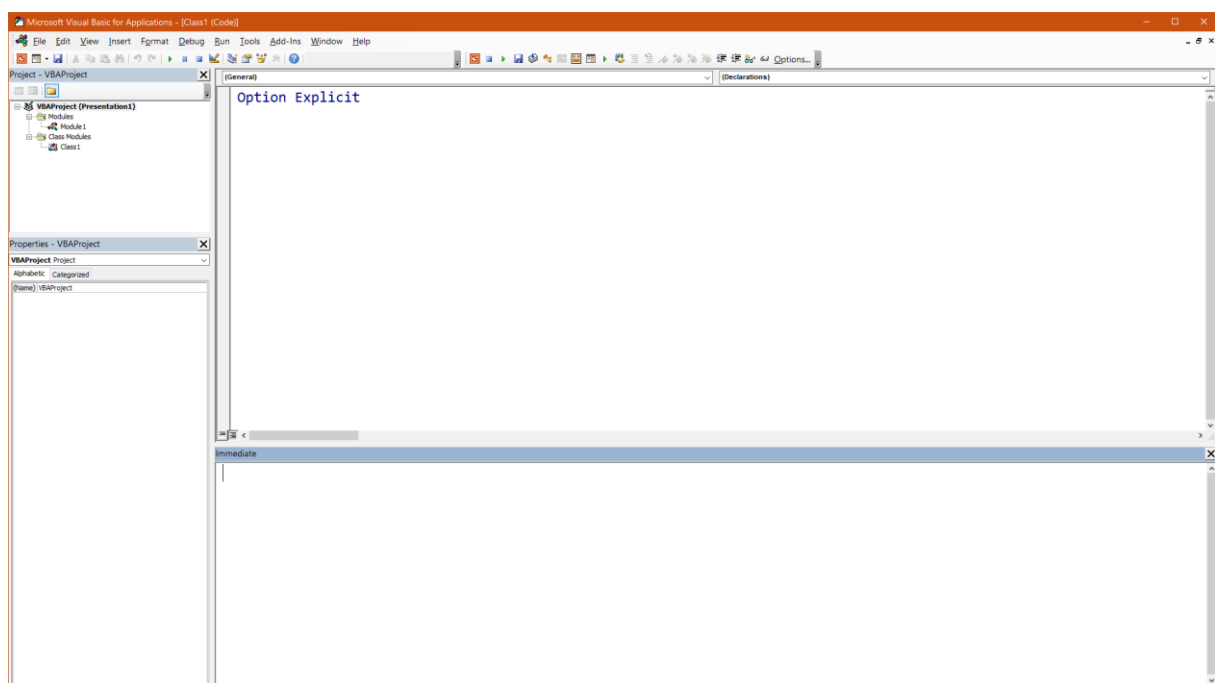 Microsoft Visual Basic for Applications - [Class1 (Code)]
File Edit View Insert Format Debug Run Tools Add-Ins Window Help
Options...
Project - VBAProject
(General) (Declarations)
VBAProject (Presentation1)
Modules
Module1
Class Modules
Class1
Option Explicit
Properties - VBAProject
VBAProject Project
Alphabetic Categorized
(Name) VBAProject
Immediate